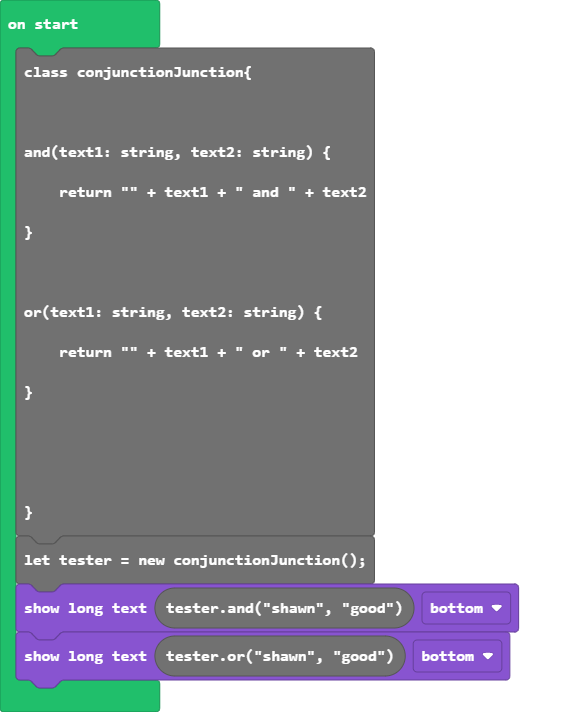 on start
class conjunctionJunction{
and(text1: string, text2: string) {
return "" + text1 + " and " + text2
}
or(text1: string, text2: string) {
return "" + text1 + " or " + text2
}
}
let tester = new conjunctionJunction();
show long text tester.and("shawn", "good") bottom
show long text tester.or("shawn", "good") bottom